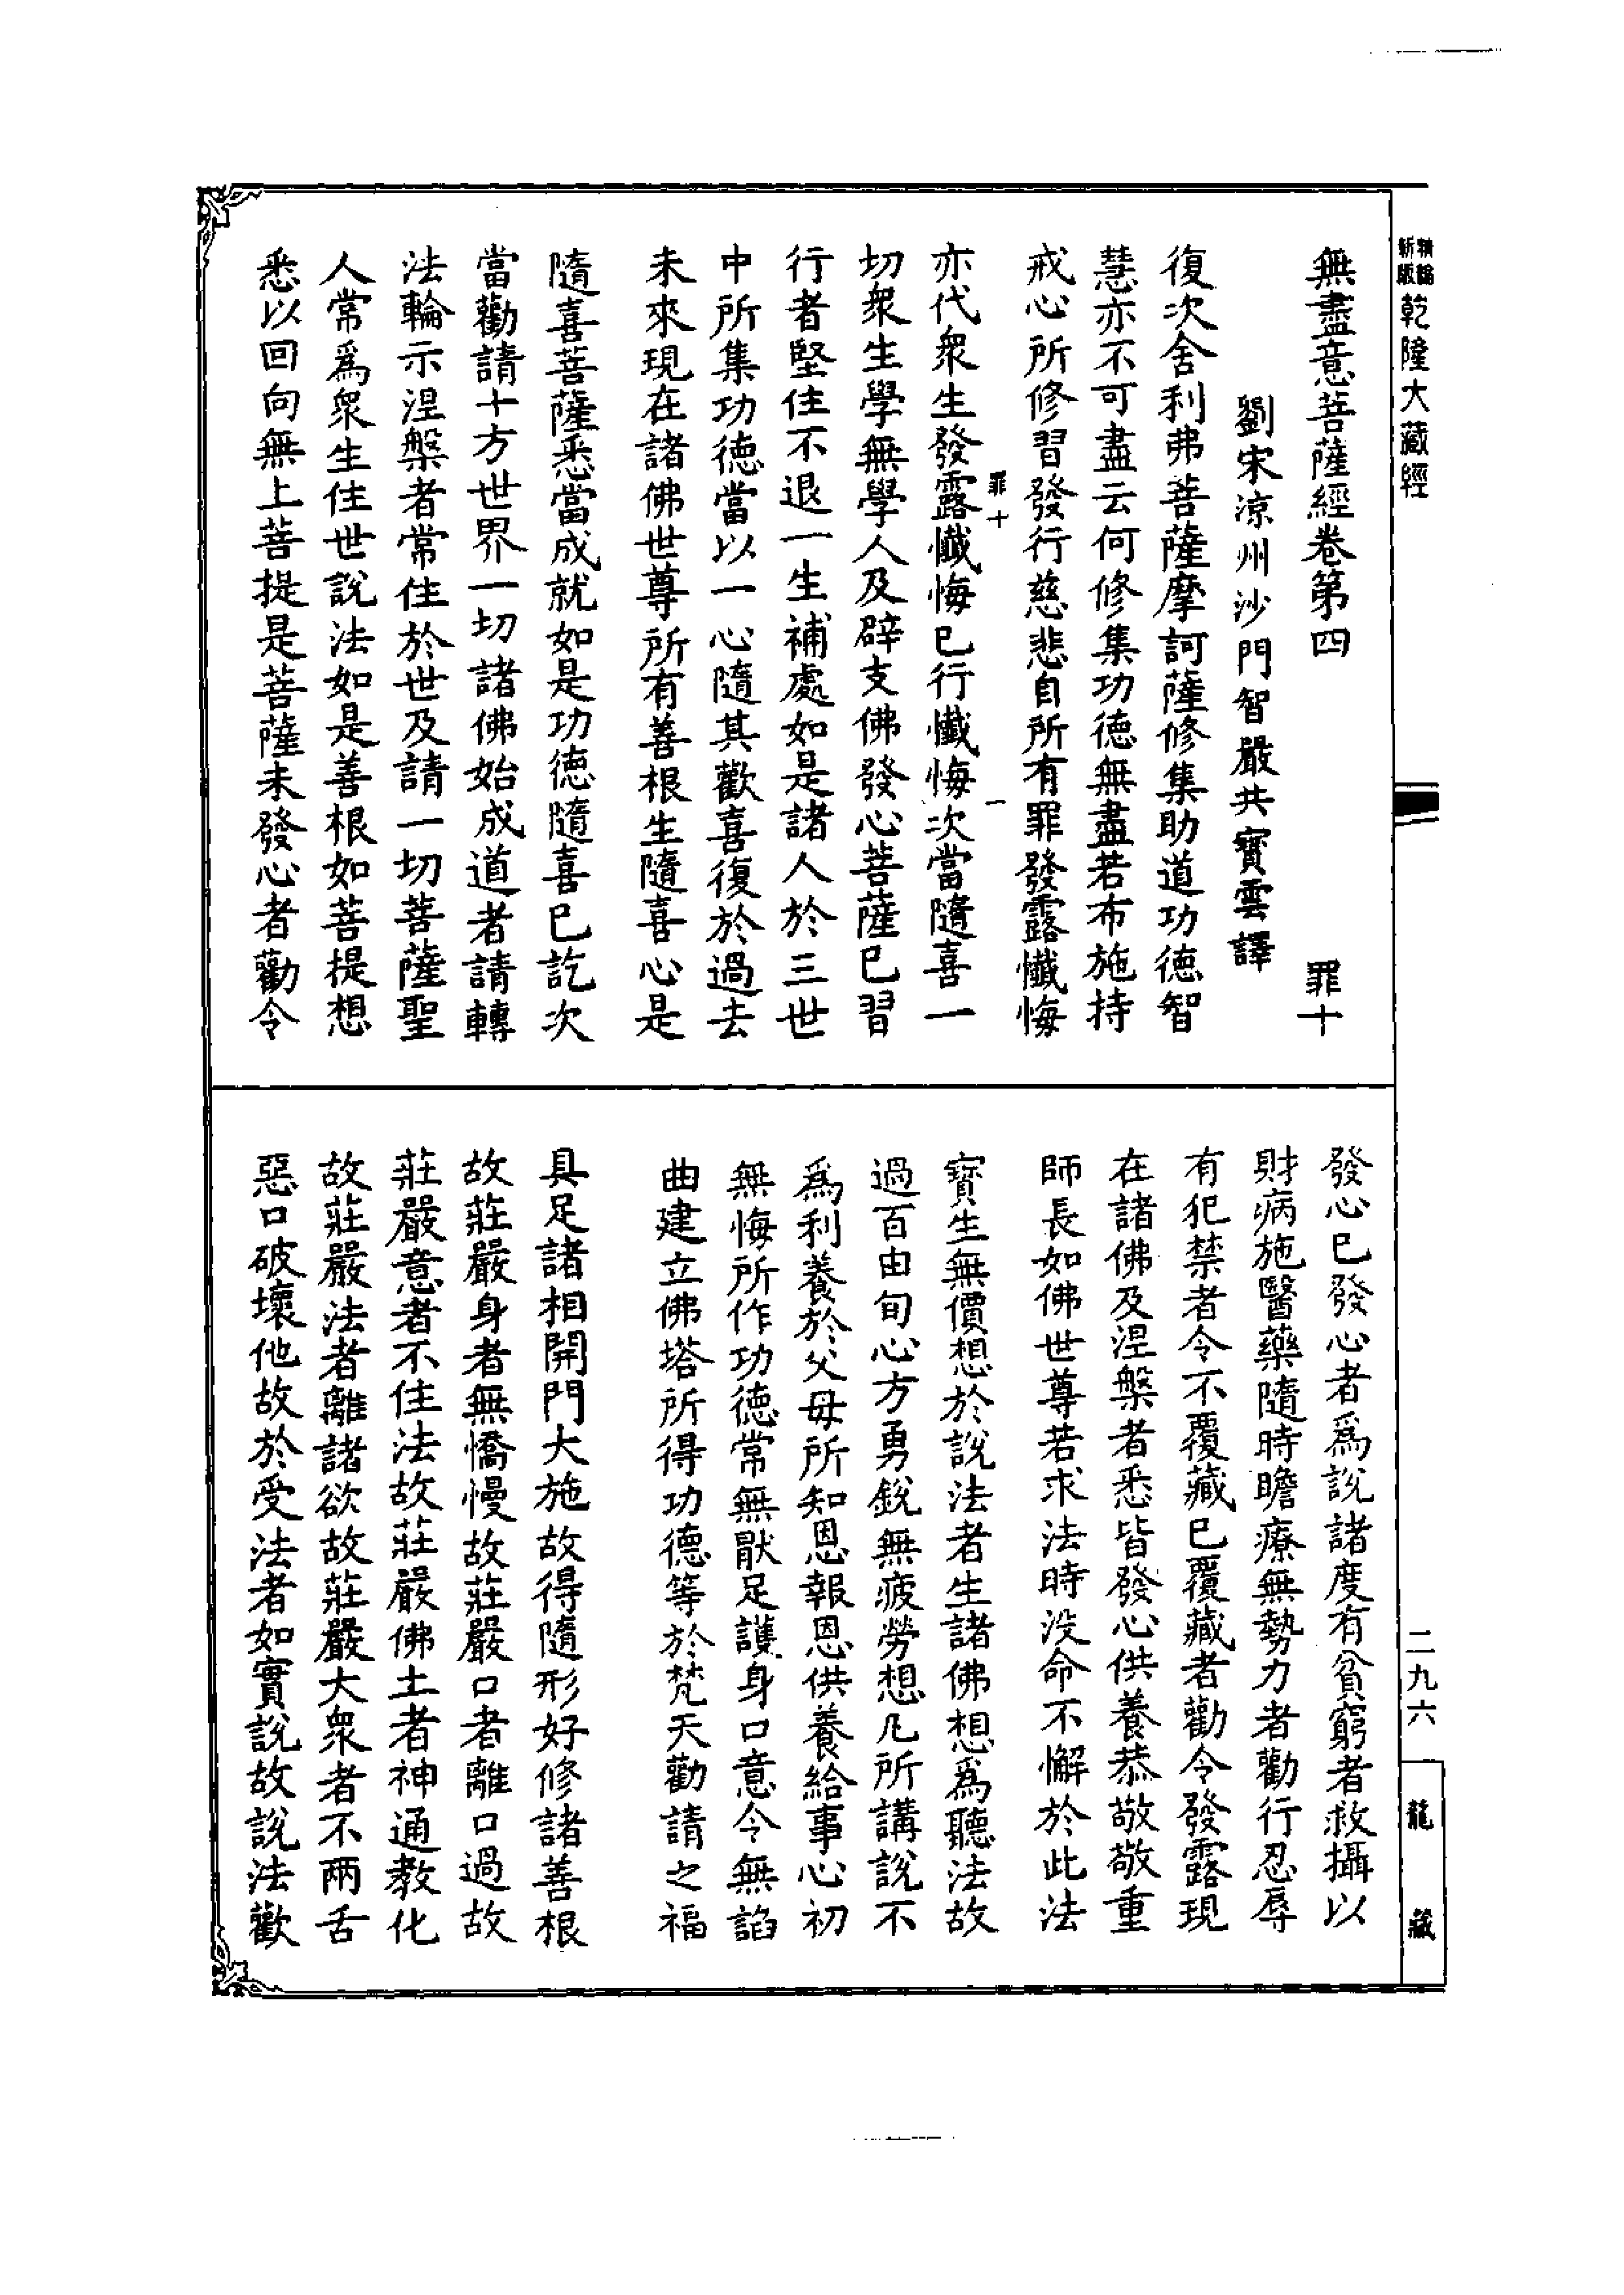 精縮新版
乾隆大藏經
無盡意菩薩經卷第四 罪十
劉宋涼州沙門智嚴共寶雲譯
復次舍利弗菩薩摩訶薩修集助道功德智
慧亦不可盡云何修集功德無盡若布施持
戒心所修習發行慈悲自所有罪發露懺悔
罪十 一
亦代衆生發露懺悔已行懺悔次當隨喜一
切衆生學無學人及辟支佛發心菩薩已習
行者堅住不退一生補處如是諸人於三世
中所集功德當以一心隨其歡喜復於過去
未來現在諸佛世尊所有善根生隨喜心是
隨喜菩薩悉當成就如是功德隨喜已訖次
當勸請十方世界一切諸佛始成道者請轉
法輪示涅槃者常住於世及請一切菩薩聖
人常爲衆生住世說法如是善根如菩提想
悉以回向無上菩提是菩薩未發心者勸令
發心已發心者爲說諸度有貧窮者救攝以
財病施醫藥隨時瞻療無勢力者勸行忍辱
有犯禁者令不覆藏已覆藏者勸令發露現
在諸佛及涅槃者悉皆發心供養恭敬敬重
師長如佛世尊若求法時没命不懈於此法
寶生無價想於說法者生諸佛想爲聽法故
過百由旬心方勇銳無疲勞想凡所講說不
爲利養於父母所知恩報恩供養給事心初
無悔所作功德常無猒足護身口意令無諂
曲建立佛塔所得功德等於梵天勸請之福
具足諸相開門大施故得隨形好修諸善根
故莊嚴身者無憍慢故莊嚴口者離口過故
莊嚴意者不住法故莊嚴佛土者神通教化
故莊嚴法者離諸欲故莊嚴大衆者不兩舌
惡口破壞他故於受法者如實說故說法歡
二九六
龍藏